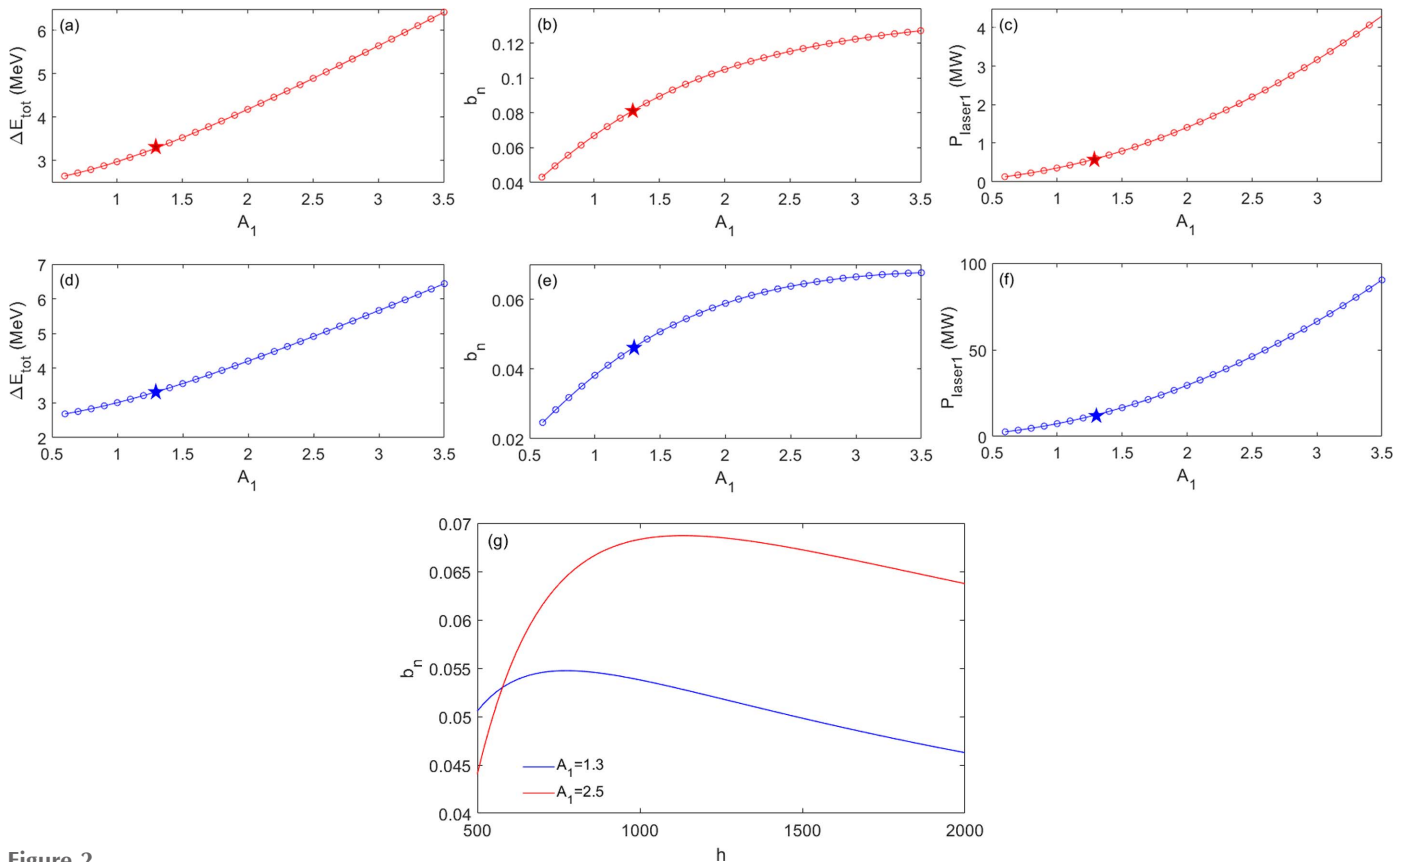 (a)
ΔE_tot (MeV)
6
5
4
3
1 1.5 2 2.5 3 3.5
A_1
(b)
b_n
0.12
0.1
0.08
0.06
0.04
1 1.5 2 2.5 3 3.5
A_1
(c)
P_laser1 (MW)
4
3
2
1
0
0.5 1 1.5 2 2.5 3
A_1
(d)
ΔE_tot (MeV)
7
6
5
4
3
2
0.5 1 1.5 2 2.5 3 3.5
A_1
(e)
b_n
0.06
0.04
0.02
1 1.5 2 2.5 3 3.5
A_1
(f)
P_laser1 (MW)
100
50
0
0.5 1 1.5 2 2.5 3 3.5
A_1
(g)
b_n
0.07
0.065
0.06
0.055
0.05
0.045
0.04
A_1=1.3
A_1=2.5
500 1000 1500 2000
h
Figure 2